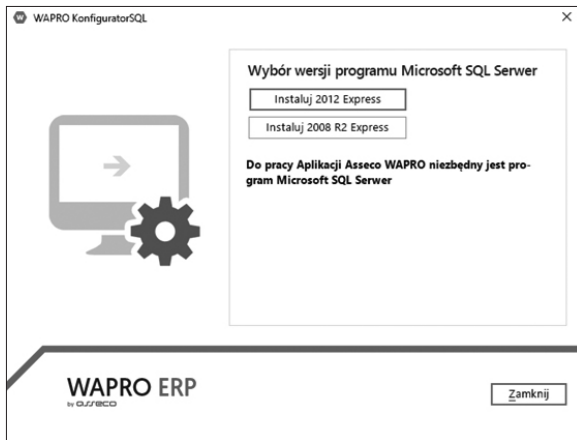 WAPRO KonfiguratorSQL
Wybór wersji programu Microsoft SQL Serwer
Instaluj 2012 Express
Instaluj 2008 R2 Express
Do pracy Aplikacji Asseco WAPRO niezbędny jest pro-
gram Microsoft SQL Serwer
WAPRO ERP
by asseco
Zamknij